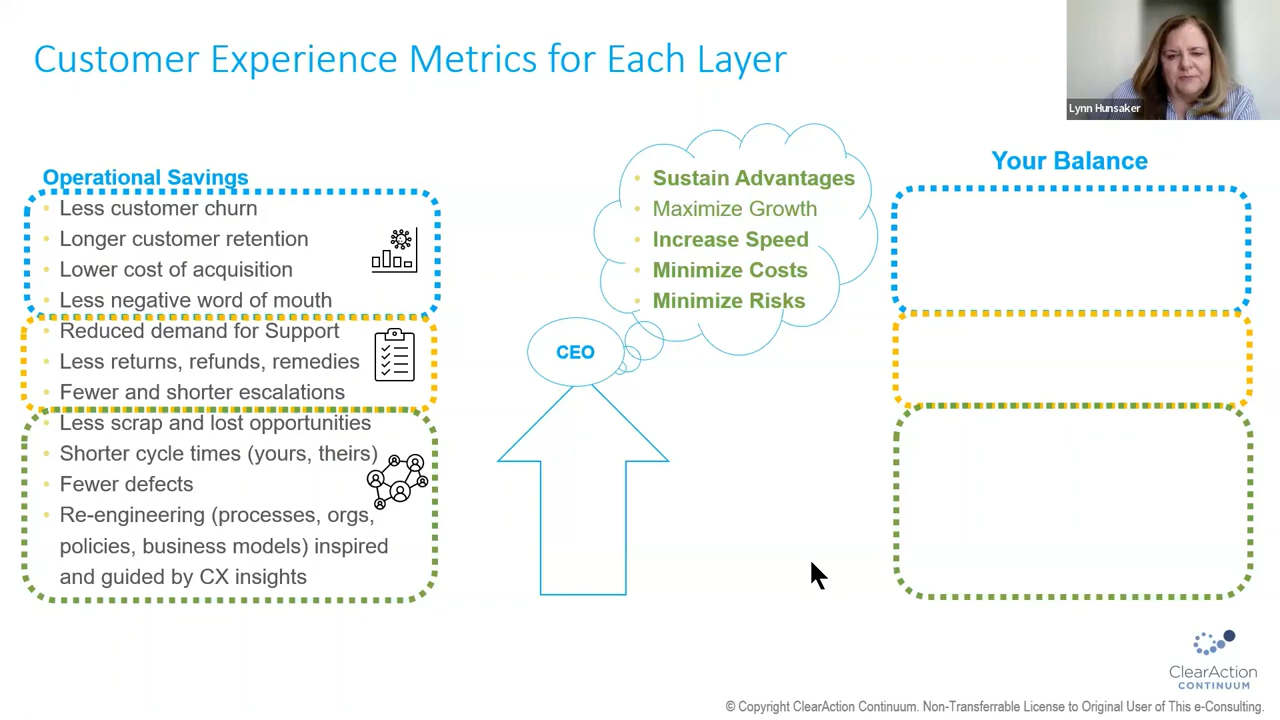 Customer Experience Metrics for Each Layer
Lynn Hunsaker
Operational Savings
Less customer churn
Longer customer retention
Lower cost of acquisition
Less negative word of mouth
Reduced demand for Support
Less returns, refunds, remedies
Fewer and shorter escalations
Less scrap and lost opportunities
Shorter cycle times (yours, theirs)
Fewer defects
Re-engineering (processes, orgs,
policies, business models) inspired
and guided by CX insights
Sustain Advantages
Maximize Growth
Increase Speed
Minimize Costs
Minimize Risks
CEO
Your Balance
ClearAction
CONTINUUM
© Copyright ClearAction Continuum. Non-Transferrable License to Original User of This e-Consulting.